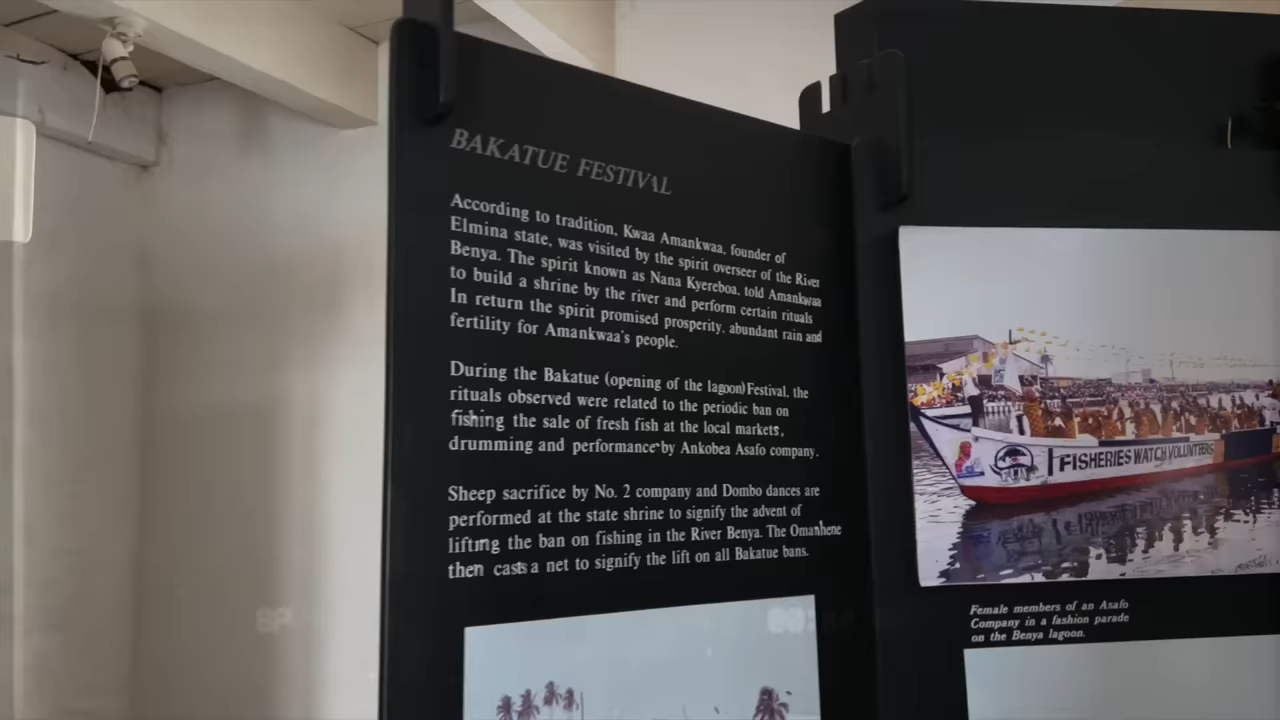 BAKATUE FESTIVAL
According to tradition, Kwaa Amankwaa, founder of
Elmina state, was visited by the spirit overseer of the River
Benya. The spirit known as Nana Kyereboa, told Amankwaa
to build a shrine by the river and perform certain rituals
In return the spirit promised prosperity, abundant rain and
fertility for Amankwaa's people.
During the Bakatue (opening of the lagoon) Festival, the
rituals observed were related to the periodic ban on
fishing the sale of fresh fish at the local markets,
drumming and performance by Ankobea Asafo company.
Sheep sacrifice by No. 2 company and Dombo dances are
performed at the state shrine to signify the advent of
lifting the ban on fishing in the River Benya. The Omanhene
then casts a net to signify the lift on all Bakatue bans.
FISHERIES WATCH VOLUNTEERS
Female members of an Asafo
Company in a fashion parade
on the Benya lagoon.